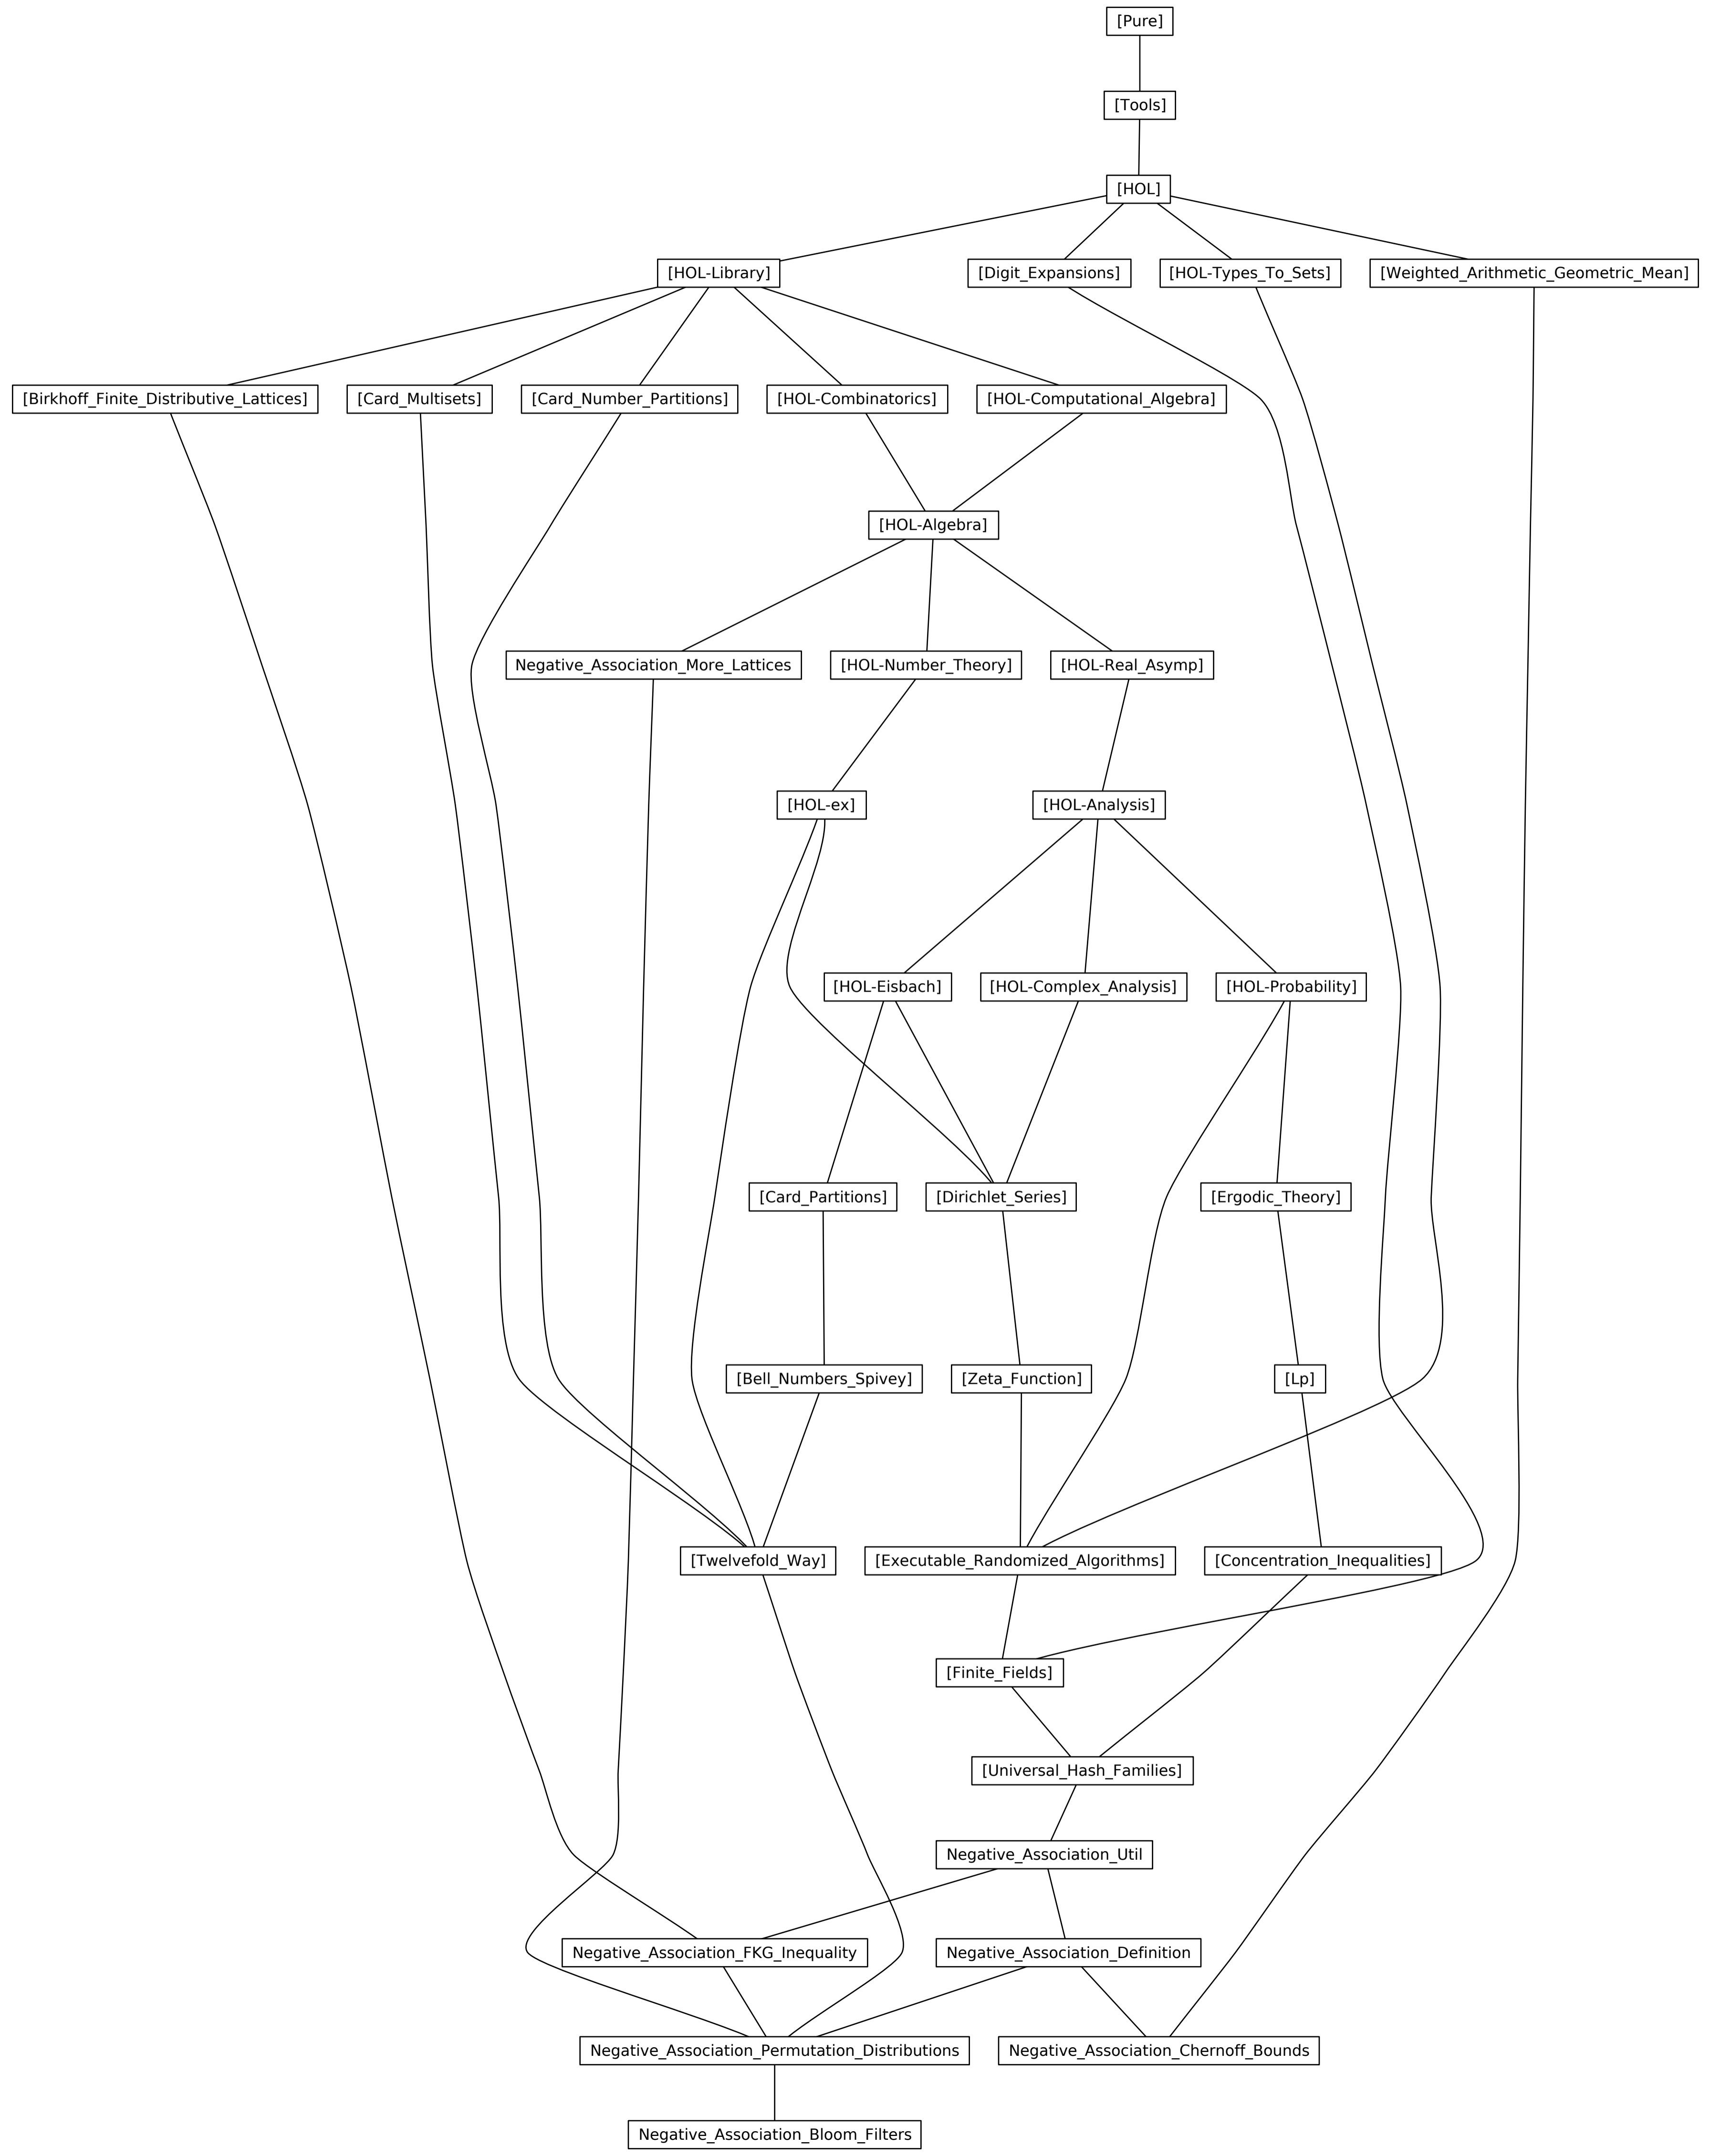 [Pure]
[Tools]
[HOL]
[HOL-Library]
[Digit_Expansions]
[HOL-Types_To_Sets]
[Weighted_Arithmetic_Geometric_Mean]
[Birkhoff_Finite_Distributive_Lattices]
[Card_Multisets]
[Card_Number_Partitions]
[HOL-Combinatorics]
[HOL-Computational_Algebra]
[HOL-Algebra]
Negative_Association_More_Lattices
[HOL-Number_Theory]
[HOL-Real_Asymp]
[HOL-ex]
[HOL-Analysis]
[HOL-Eisbach]
[HOL-Complex_Analysis]
[HOL-Probability]
[Card_Partitions]
[Dirichlet_Series]
[Ergodic_Theory]
[Bell_Numbers_Spivey]
[Zeta_Function]
[Lp]
[Twelvefold_Way]
[Executable_Randomized_Algorithms]
[Concentration_Inequalities]
[Finite_Fields]
[Universal_Hash_Families]
Negative_Association_Util
Negative_Association_FKG_Inequality
Negative_Association_Definition
Negative_Association_Permutation_Distributions
Negative_Association_Chernoff_Bounds
Negative_Association_Bloom_Filters